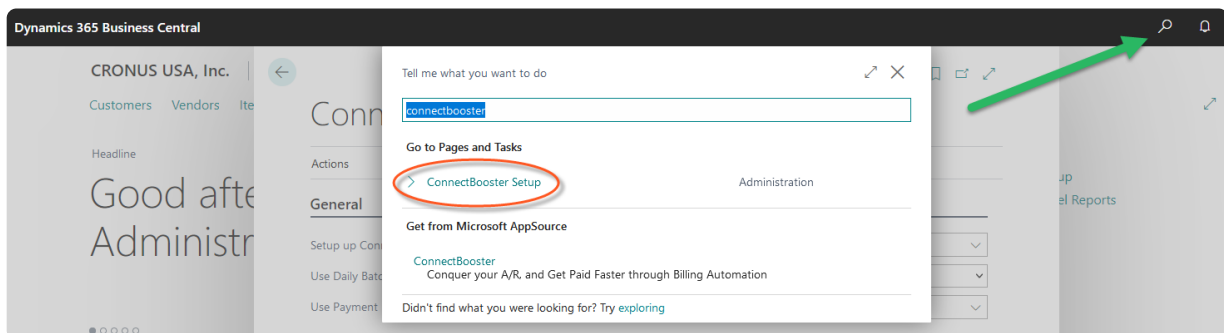 Dynamics 365 Business Central
CRONUS USA, Inc.
Customers Vendors Ite
Headline
Good afte
Administr
Conn
Actions
General
Setup up Con
Use Daily Batc
Use Payment
Tell me what you want to do
connectbooster
Go to Pages and Tasks
ConnectBooster Setup Administration
Get from Microsoft AppSource
ConnectBooster
Conquer your A/R, and Get Paid Faster through Billing Automation
Didn't find what you were looking for? Try exploring
up
el Reports